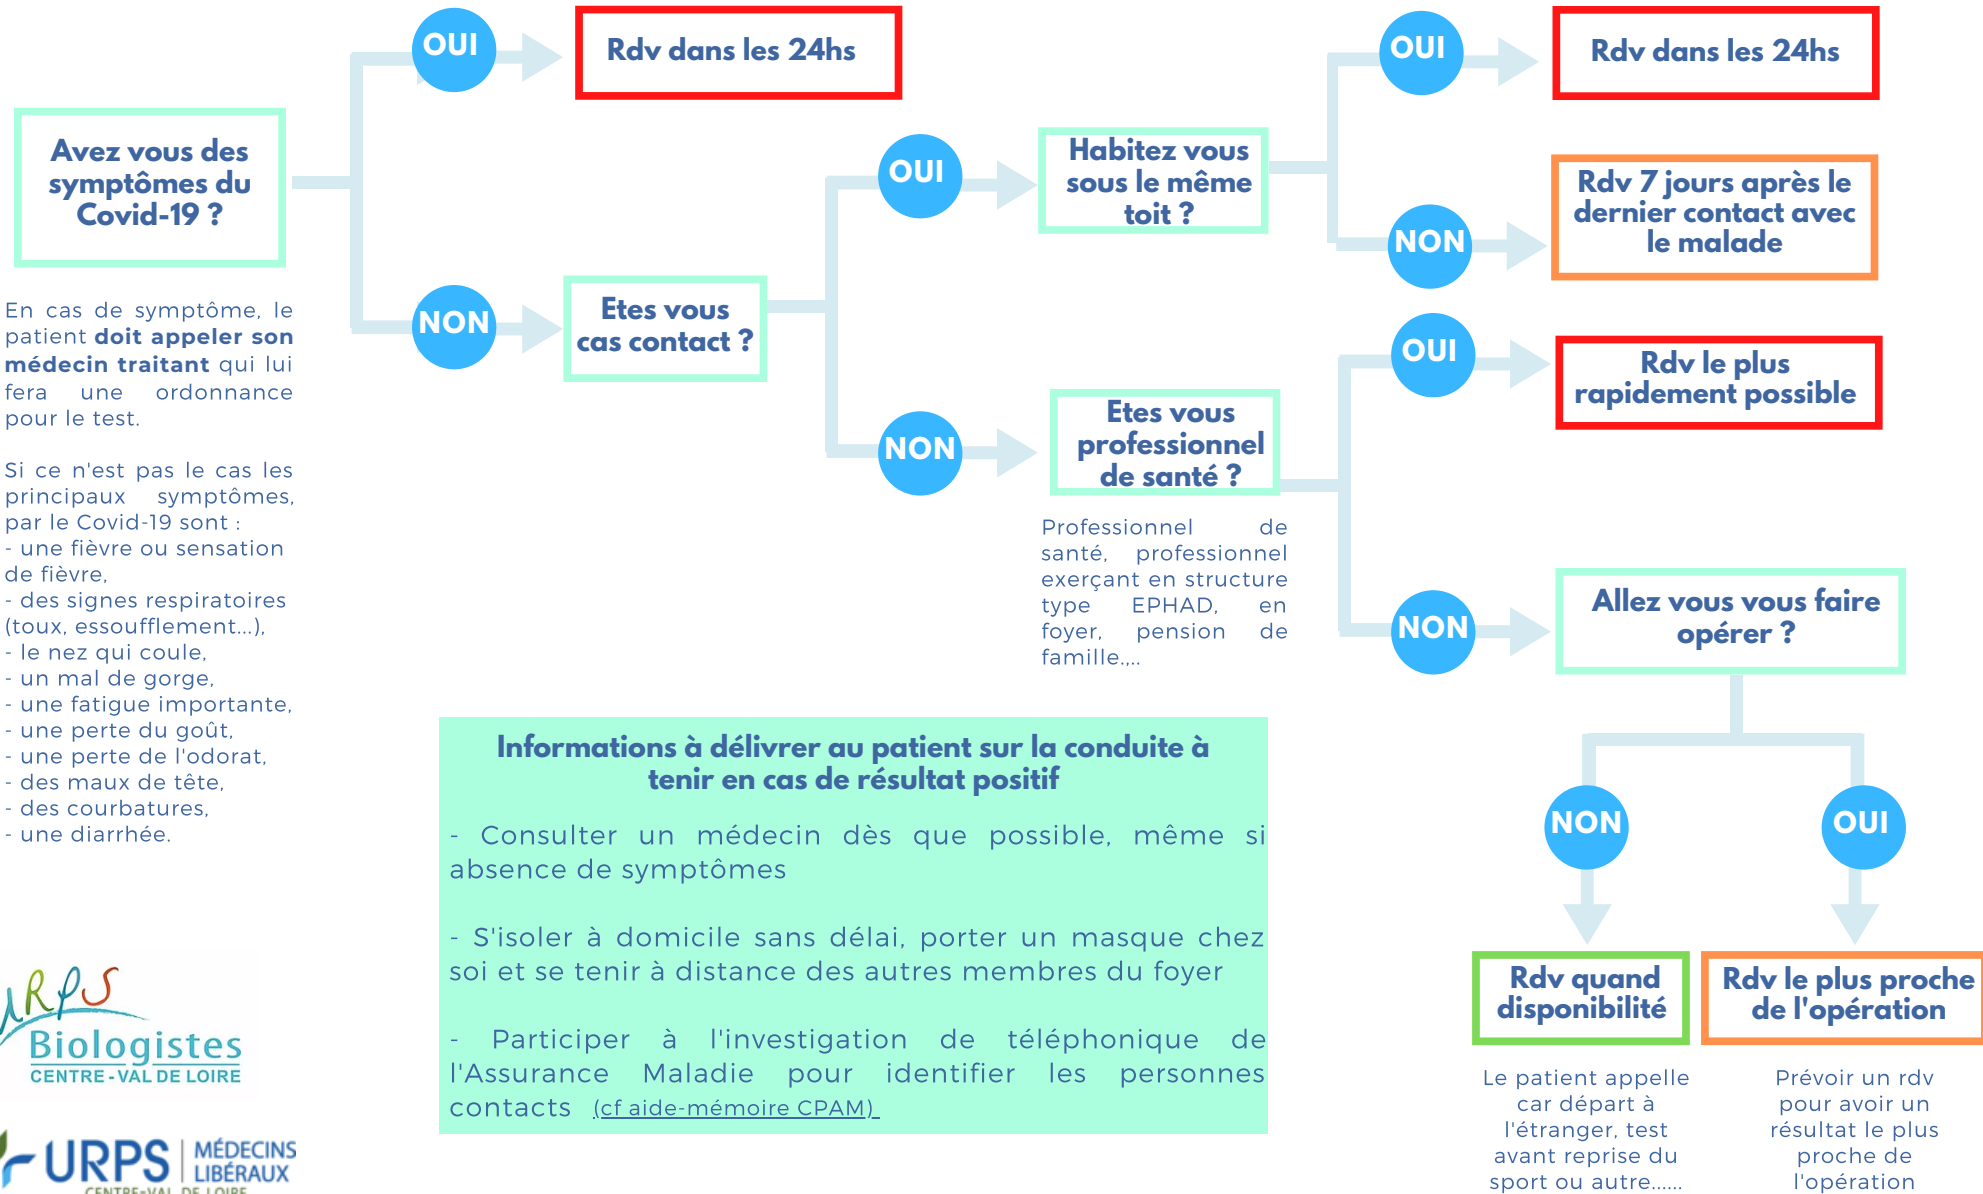 OUI
Rdv dans les 24hs
OUI
Rdv dans les 24hs
Avez vous des
symptômes du
Covid-19 ?
OUI
Habitez vous
sous le même
toit ?
NON
Rdv 7 jours après le
dernier contact avec
le malade
NON
Etes vous
cas contact ?
OUI
Rdv le plus
rapidement possible
NON
Etes vous
professionnel
de santé ?
Professionnel de
santé, professionnel
exerçant en structure
type EPHAD, en
foyer, pension de
famille.,..
NON
Allez vous vous faire
opérer ?
En cas de symptôme, le
patient doit appeler son
médecin traitant qui lui
fera une ordonnance
pour le test.
Si ce n'est pas le cas les
principaux symptômes,
par le Covid-19 sont :
- une fièvre ou sensation
de fièvre,
- des signes respiratoires
(toux, essoufflement...),
- le nez qui coule,
- un mal de gorge,
- une fatigue importante,
- une perte du goût,
- une perte de l'odorat,
- des maux de tête,
- des courbatures,
- une diarrhée.
Informations à délivrer au patient sur la conduite à
tenir en cas de résultat positif
- Consulter un médecin dès que possible, même si
absence de symptômes
- S'isoler à domicile sans délai, porter un masque chez
soi et se tenir à distance des autres membres du foyer
- Participer à l'investigation de téléphonique de
l'Assurance Maladie pour identifier les personnes
contacts (cf aide-mémoire CPAM)
NON
OUI
Rdv quand
disponibilité
Rdv le plus proche
de l'opération
Le patient appelle
car départ à
l'étranger, test
avant reprise du
sport ou autre......
Prévoir un rdv
pour avoir un
résultat le plus
proche de
l'opération
URPS
Biologistes
CENTRE - VAL DE LOIRE
URPS
MÉDECINS
LIBÉRAUX
CENTRE-VAL DE LOIRE